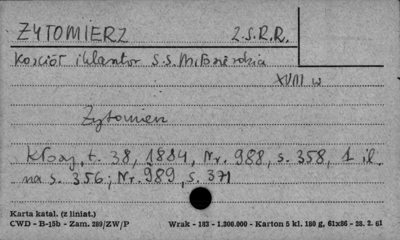 ŻYTOMIERZ Z.S.R.R.
Kościół i klasztor S.S. Miłosierdzia
XVIII w
Żytomierz
Kłosy, t. 38, 1884, Nr. 988, s. 358, 1 il.
na s. 356; Nr. 989, s. 371
Karta katal. (z liniat.)
CWD - B-15b - Zam. 289/ZW/P Wrak - 183 - 1.300.000 - Karton 5 kl. 180 g, 61x86 - 28. 2. 61